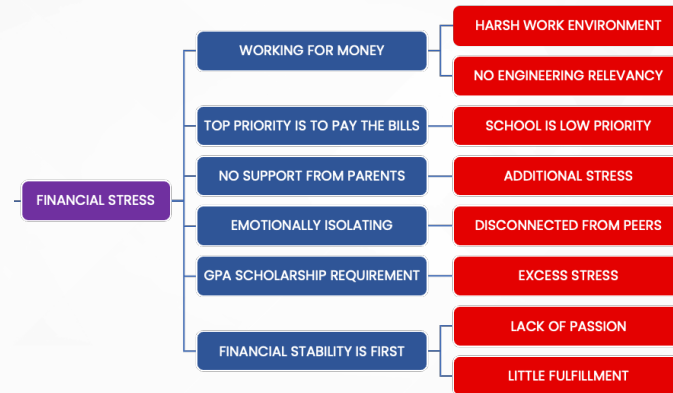 FINANCIAL STRESS
WORKING FOR MONEY
HARSH WORK ENVIRONMENT
NO ENGINEERING RELEVANCY
TOP PRIORITY IS TO PAY THE BILLS
SCHOOL IS LOW PRIORITY
NO SUPPORT FROM PARENTS
ADDITIONAL STRESS
EMOTIONALLY ISOLATING
DISCONNECTED FROM PEERS
GPA SCHOLARSHIP REQUIREMENT
EXCESS STRESS
FINANCIAL STABILITY IS FIRST
LACK OF PASSION
LITTLE FULFILLMENT